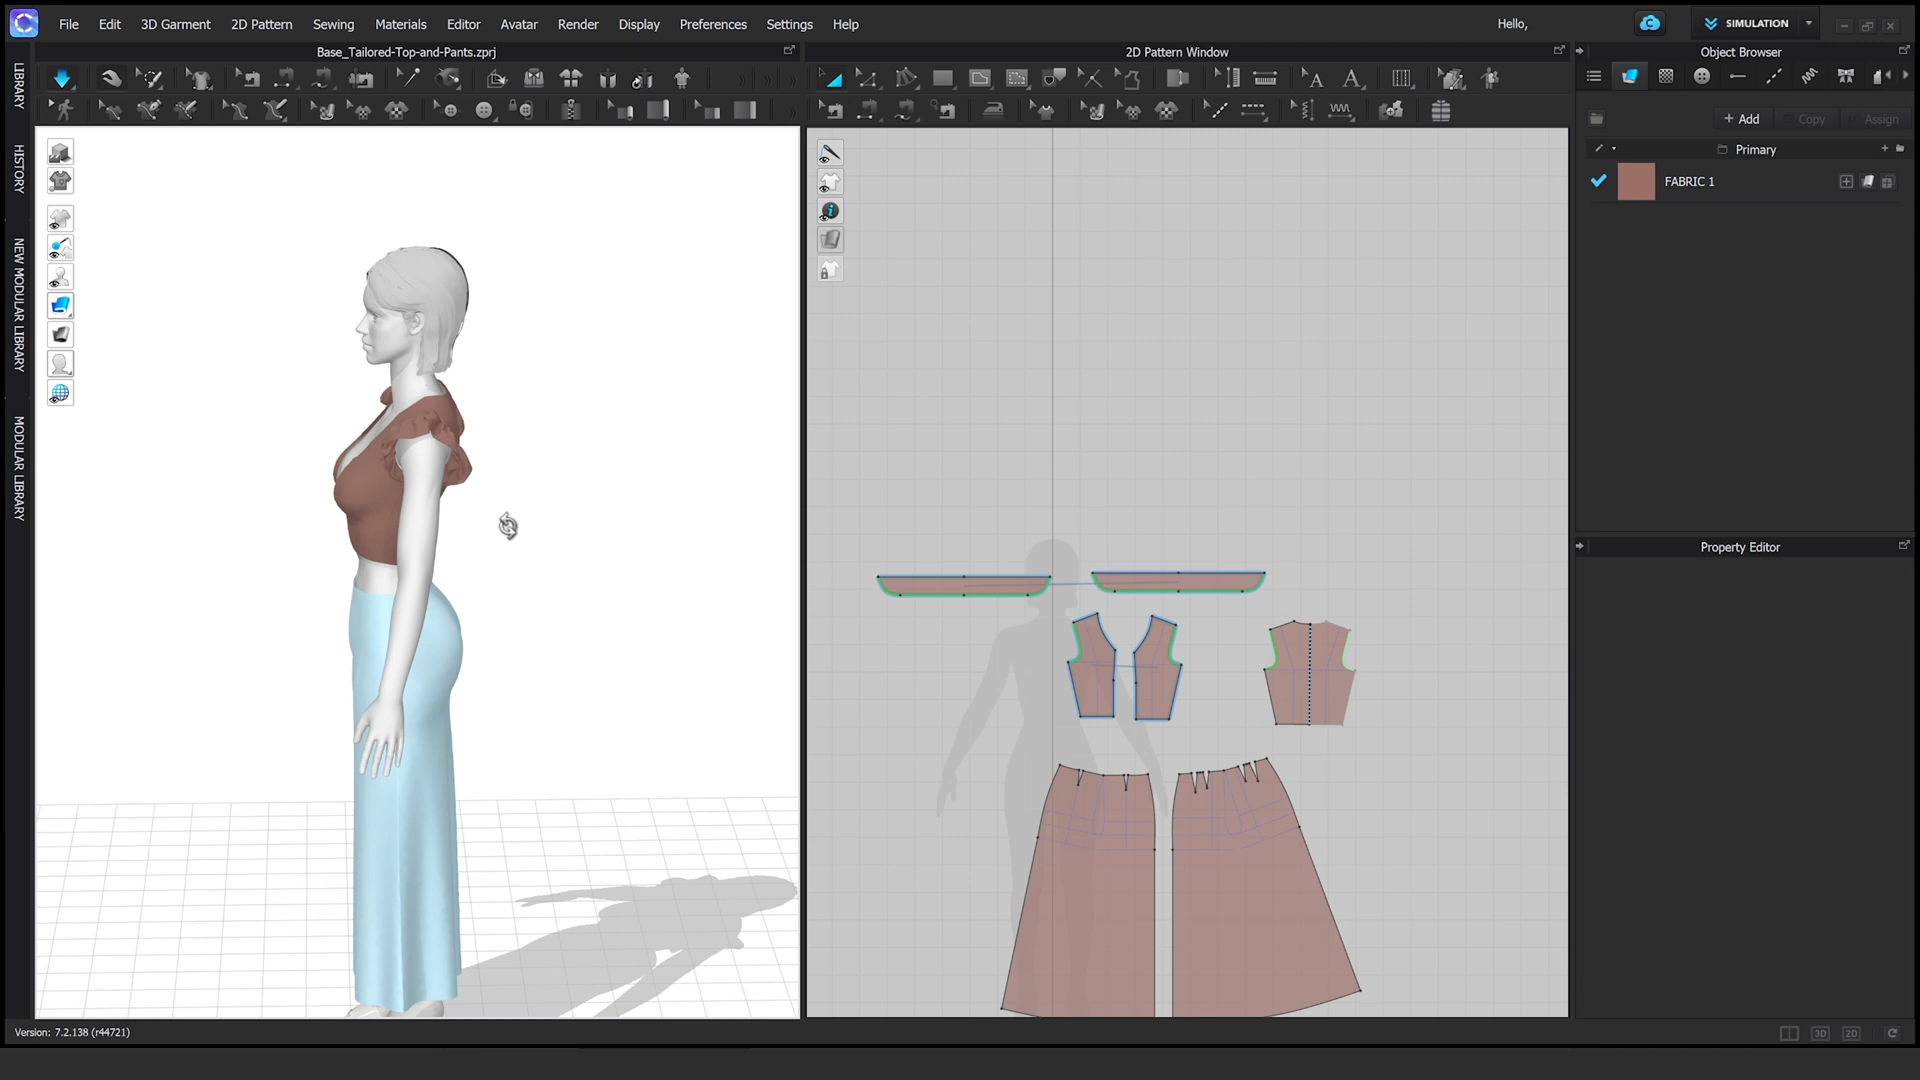 File Edit 3D Garment 2D Pattern Sewing Materials Editor Avatar Render Display Preferences Settings Help Hello, SIMULATION
Base_Tailored-Top-and-Pants.zprj
2D Pattern Window
Object Browser
LIBRARY
HISTORY
NEW MODULAR LIBRARY
MODULAR LIBRARY
+ Add Copy Assign
Primary
FABRIC 1
Property Editor
Version: 7.2.138 (r44721)
3D 2D